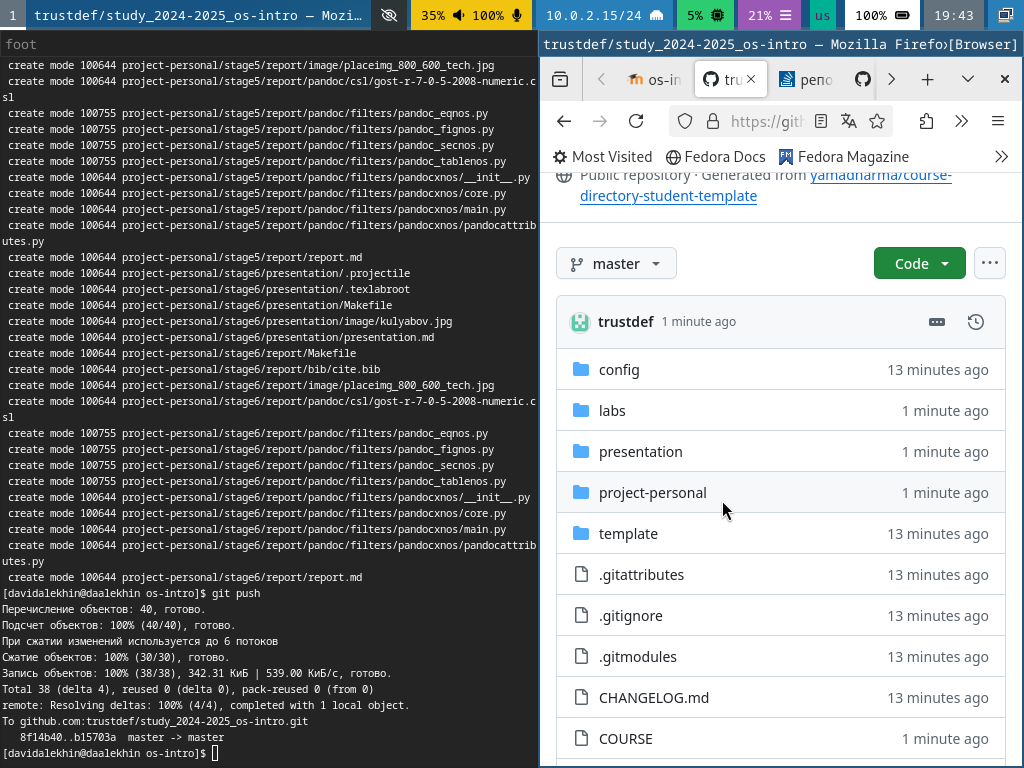 1 trustdef/study_2024-2025_os-intro — Mozi… 35% 100% 10.0.2.15/24 5% 21% us 100% 19:43
foot
create mode 100644 project-personal/stage5/report/image/placeimg_800_600_tech.jpg
create mode 100644 project-personal/stage5/report/pandoc/csl/gost-r-7-0-5-2008-numeric.c
sl
create mode 100755 project-personal/stage5/report/pandoc/filters/pandoc_eqnos.py
create mode 100755 project-personal/stage5/report/pandoc/filters/pandoc_fignos.py
create mode 100755 project-personal/stage5/report/pandoc/filters/pandoc_secnos.py
create mode 100755 project-personal/stage5/report/pandoc/filters/pandoc_tablenos.py
create mode 100644 project-personal/stage5/report/pandoc/filters/pandocxnos/__init__.py
create mode 100644 project-personal/stage5/report/pandoc/filters/pandocxnos/core.py
create mode 100644 project-personal/stage5/report/pandoc/filters/pandocxnos/main.py
create mode 100644 project-personal/stage5/report/pandoc/filters/pandocxnos/pandocattrib
utes.py
create mode 100644 project-personal/stage5/report/report.md
create mode 100644 project-personal/stage6/presentation/.projectile
create mode 100644 project-personal/stage6/presentation/.texlabroot
create mode 100644 project-personal/stage6/presentation/Makefile
create mode 100644 project-personal/stage6/presentation/image/kulyabov.jpg
create mode 100644 project-personal/stage6/presentation/presentation.md
create mode 100644 project-personal/stage6/report/Makefile
create mode 100644 project-personal/stage6/report/bib/cite.bib
create mode 100644 project-personal/stage6/report/image/placeimg_800_600_tech.jpg
create mode 100644 project-personal/stage6/report/pandoc/csl/gost-r-7-0-5-2008-numeric.c
sl
create mode 100755 project-personal/stage6/report/pandoc/filters/pandoc_eqnos.py
create mode 100755 project-personal/stage6/report/pandoc/filters/pandoc_fignos.py
create mode 100755 project-personal/stage6/report/pandoc/filters/pandoc_secnos.py
create mode 100755 project-personal/stage6/report/pandoc/filters/pandoc_tablenos.py
create mode 100644 project-personal/stage6/report/pandoc/filters/pandocxnos/__init__.py
create mode 100644 project-personal/stage6/report/pandoc/filters/pandocxnos/core.py
create mode 100644 project-personal/stage6/report/pandoc/filters/pandocxnos/main.py
create mode 100644 project-personal/stage6/report/pandoc/filters/pandocxnos/pandocattrib
utes.py
create mode 100644 project-personal/stage6/report/report.md
[davidalekhin@daalekhin os-intro]$ git push
Перечисление объектов: 40, готово.
Подсчет объектов: 100% (40/40), готово.
При сжатии изменений используется до 6 потоков
Сжатие объектов: 100% (30/30), готово.
Запись объектов: 100% (38/38), 342.31 КиБ | 539.00 КиБ/с, готово.
Total 38 (delta 4), reused 0 (delta 0), pack-reused 0 (from 0)
remote: Resolving deltas: 100% (4/4), completed with 1 local object.
To github.com:trustdef/study_2024-2025_os-intro.git
8f14b40..b15703a master -> master
[davidalekhin@daalekhin os-intro]$
trustdef/study_2024-2025_os-intro — Mozilla Firefo›[Browser]
os-in tru репо
https://gith
Most Visited Fedora Docs Fedora Magazine
Public repository · Generated from yamadharma/course-
directory-student-template
master Code
trustdef 1 minute ago
config 13 minutes ago
labs 1 minute ago
presentation 1 minute ago
project-personal 1 minute ago
template 13 minutes ago
.gitattributes 13 minutes ago
.gitignore 13 minutes ago
.gitmodules 13 minutes ago
CHANGELOG.md 13 minutes ago
COURSE 1 minute ago